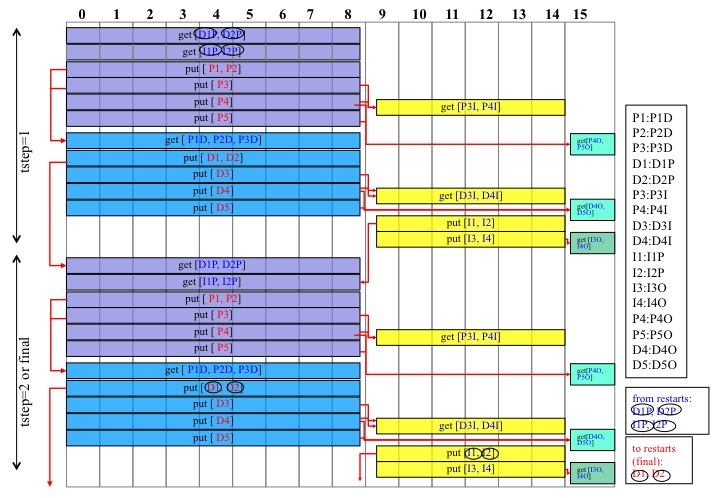 0 1 2 3 4 5 6 7 8 9 10 11 12 13 14 15
tstep=1
get [D1P, D2P]
get [I1P, I2P]
put [ P1, P2]
put [ P3]
put [ P4]
put [ P5]
get [P3I, P4I]
get [ P1D, P2D, P3D]
get[P4O,
P5O]
put [ D1, D2]
put [ D3]
put [ D4]
put [ D5]
get [D3I, D4I]
get[D4O,
D5O]
put [I1, I2]
put [I3, I4]
get [I3O,
I4O]
tstep=2 or final
get [D1P, D2P]
get [I1P, I2P]
put [ P1, P2]
put [ P3]
put [ P4]
put [ P5]
get [P3I, P4I]
get [ P1D, P2D, P3D]
get[P4O,
P5O]
put [ D1, D2]
put [ D3]
put [ D4]
put [ D5]
get [D3I, D4I]
get[D4O,
D5O]
put [I1, I2]
put [I3, I4]
get [I3O,
I4O]
P1:P1D
P2:P2D
P3:P3D
D1:D1P
D2:D2P
P3:P3I
P4:P4I
D3:D3I
D4:D4I
I1:I1P
I2:I2P
I3:I3O
I4:I4O
P4:P4O
P5:P5O
D4:D4O
D5:D5O
from restarts:
D1P, D2P
I1P, I2P
to restarts
(final):
D1, D2